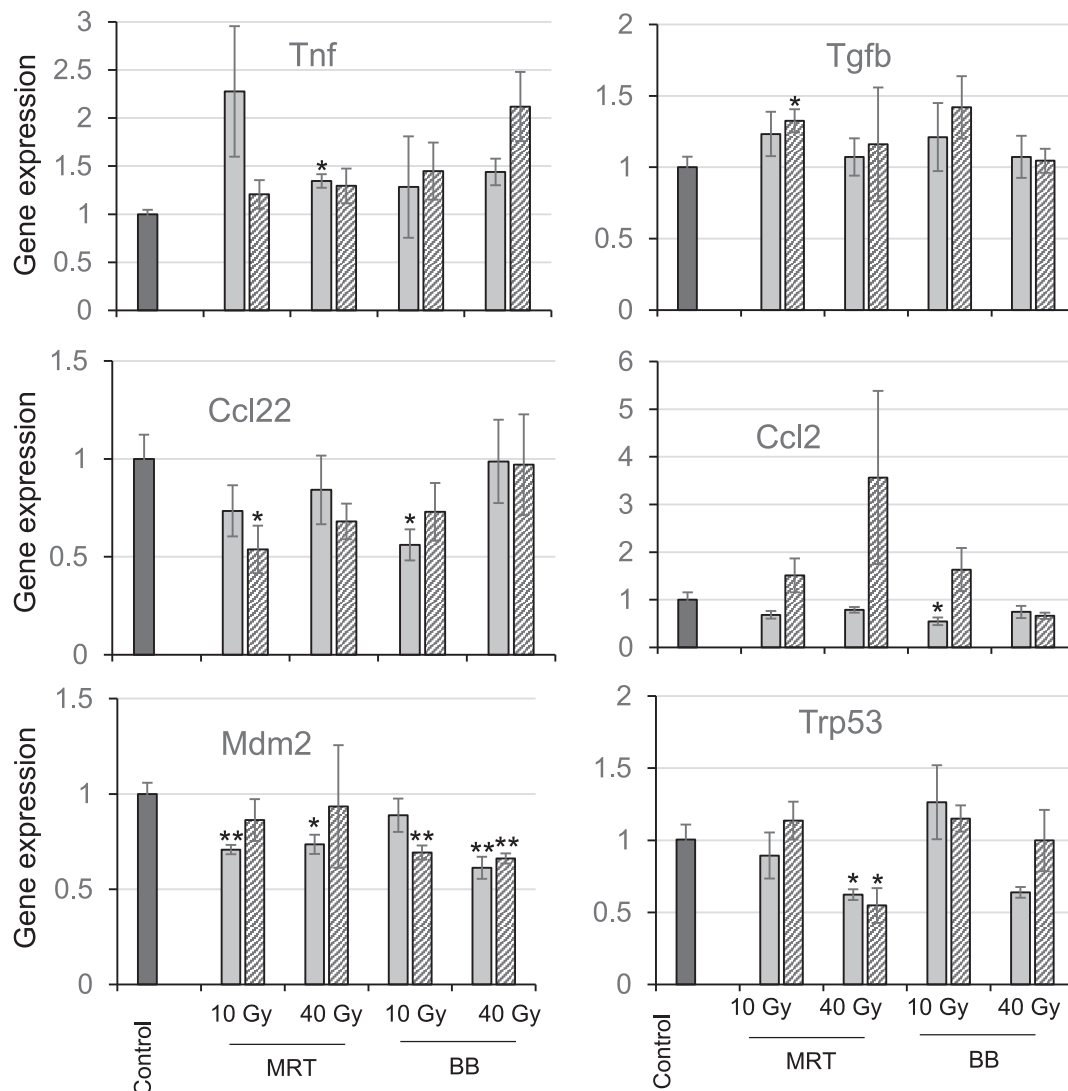 Tnf
Gene expression
3
2.5
2
1.5
1
0.5
0
*
Tgfb
2
1.5
1
0.5
0
*
Ccl22
Gene expression
1.5
1
0.5
0
*
*
Ccl2
6
5
4
3
2
1
0
*
Mdm2
Gene expression
1.5
1
0.5
0
** * ** ** **
Control
10 Gy 40 Gy 10 Gy 40 Gy
MRT BB
Trp53
2
1.5
1
0.5
0
* *
Control
10 Gy 40 Gy 10 Gy 40 Gy
MRT BB